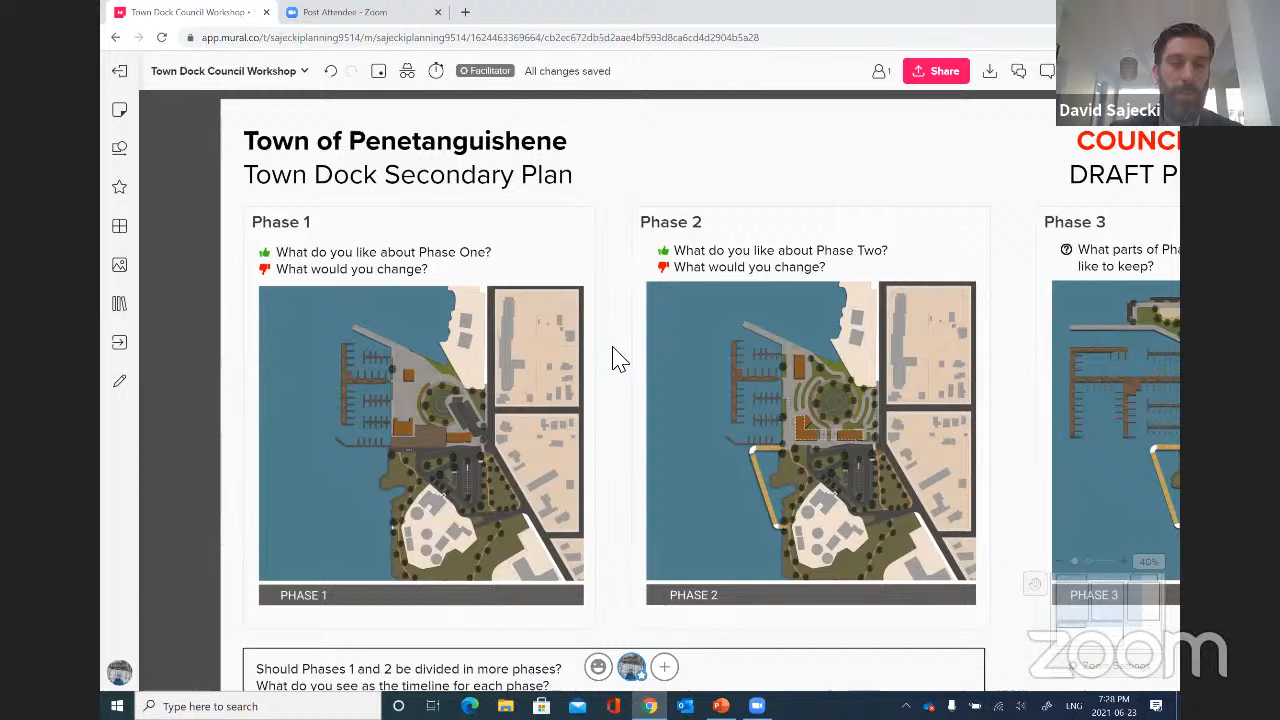 Town Dock Council Workshop •
Post Attendee - Zoom
app.mural.co/t/sajeckiplanning9514/m/sajeckiplanning9514/1624463369664/cb2ec672db5d2aae4bf593d8ca6cd4d2904b5a28
Town Dock Council Workshop
Facilitator
All changes saved
1
Share
David Sajecki
Town of Penetanguishene
Town Dock Secondary Plan
COUNCI
DRAFT P
Phase 1
What do you like about Phase One?
What would you change?
PHASE 1
Phase 2
What do you like about Phase Two?
What would you change?
PHASE 2
Phase 3
What parts of Pha
like to keep?
PHASE 3
40%
Should Phases 1 and 2 be divided in more phases?
What do you see as the timeline for each phase?
Zoom Settings
zoom
Type here to search
7:28 PM
2021-06-23